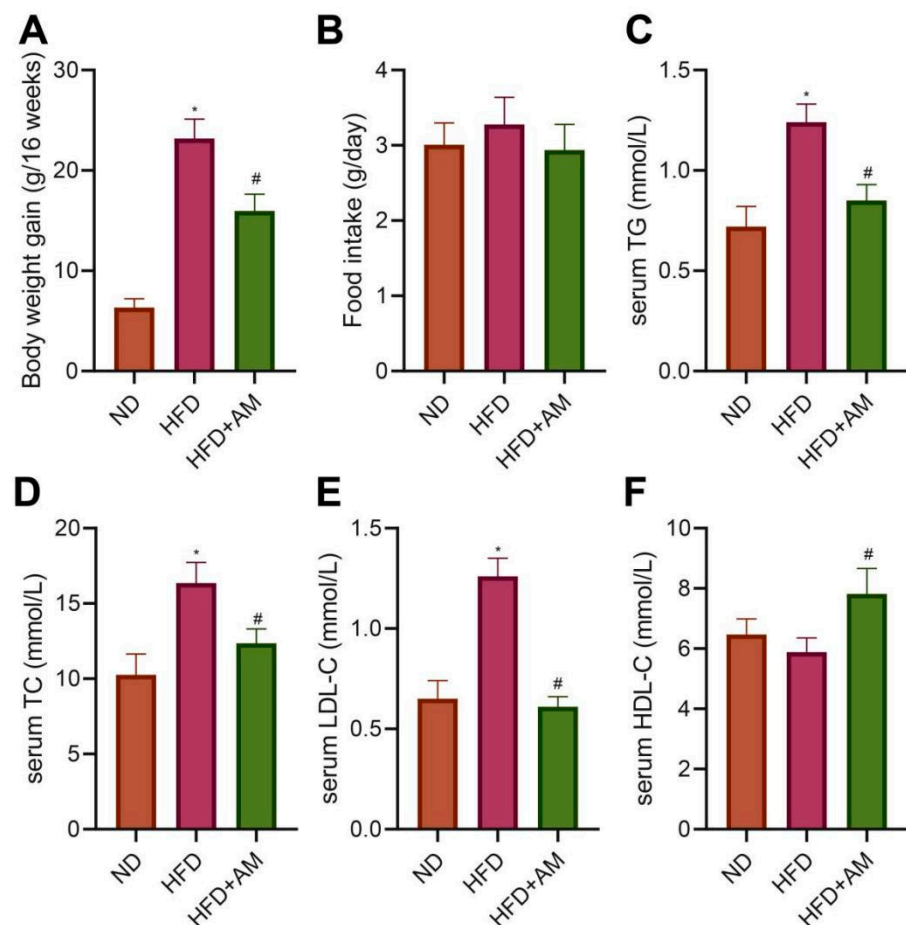 A
Body weight gain (g/16 weeks)
30
20
10
0
*
#
ND
HFD
HFD+AM
B
Food intake (g/day)
4
3
2
1
0
ND
HFD
HFD+AM
C
serum TG (mmol/L)
1.5
1.0
0.5
0.0
*
#
ND
HFD
HFD+AM
D
serum TC (mmol/L)
20
15
10
5
0
*
#
ND
HFD
HFD+AM
E
serum LDL-C (mmol/L)
1.5
1.0
0.5
0.0
*
#
ND
HFD
HFD+AM
F
serum HDL-C (mmol/L)
10
8
6
4
2
0
#
ND
HFD
HFD+AM